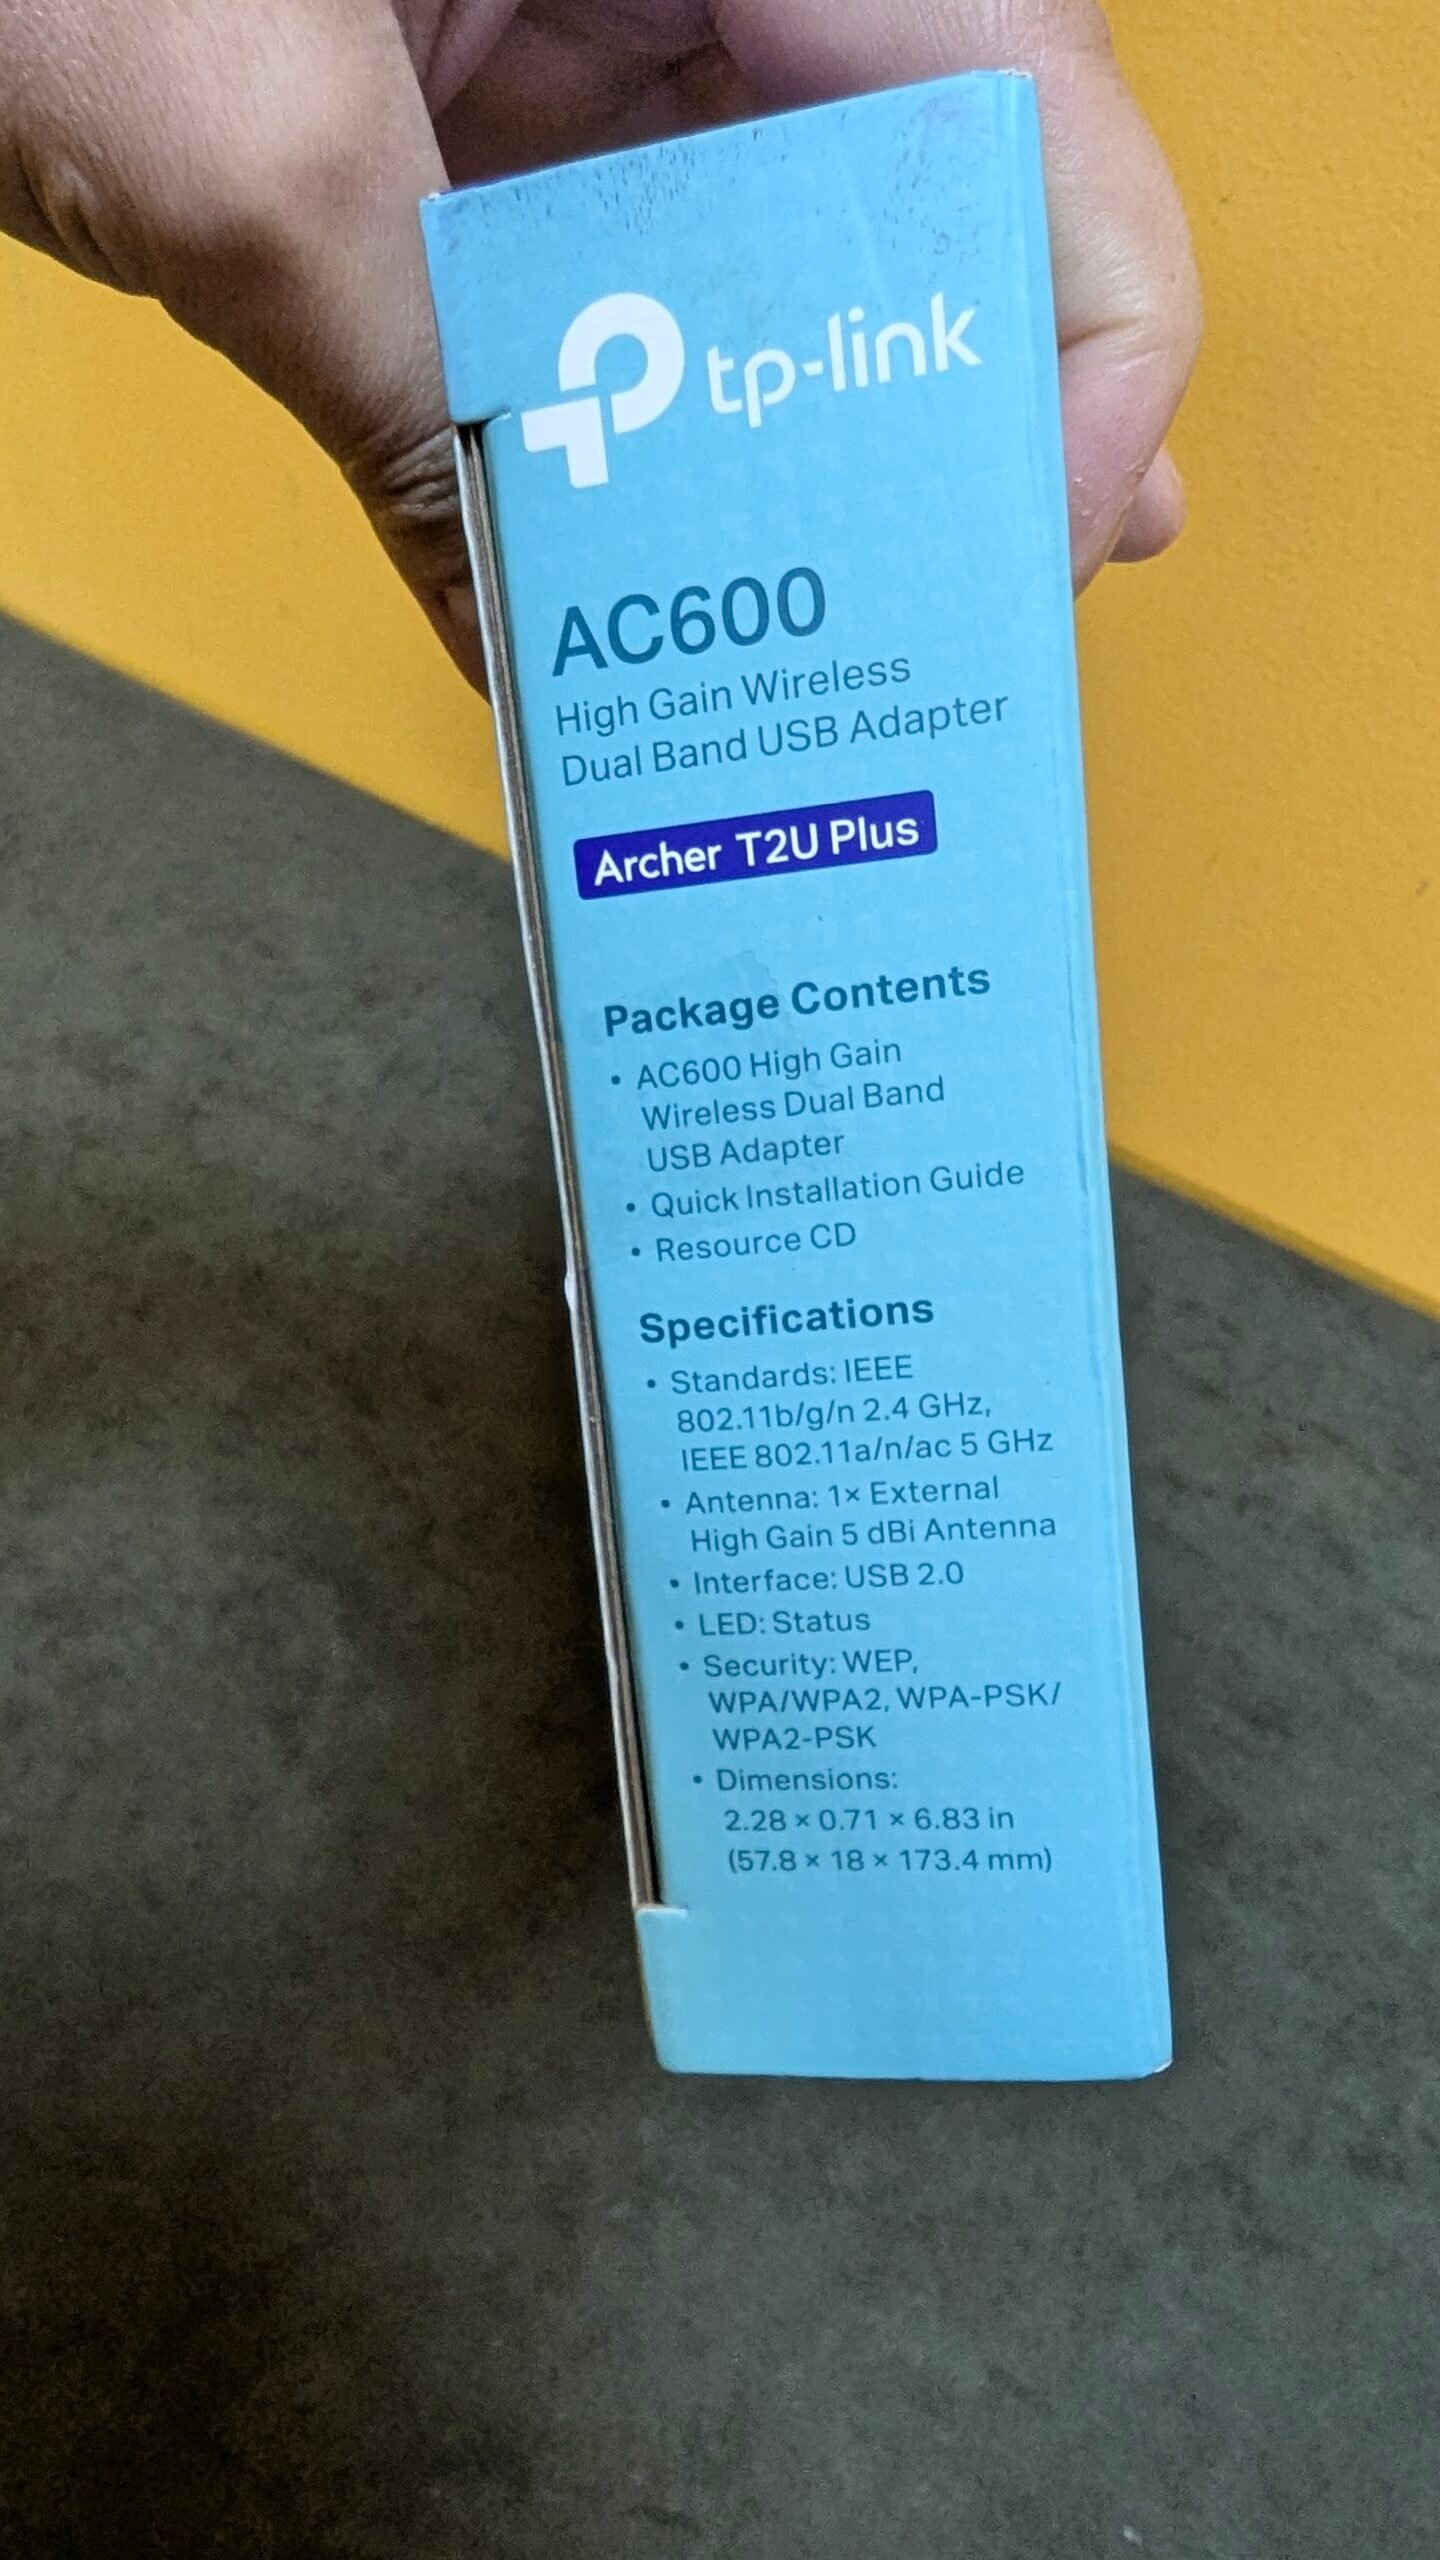 tp-link
AC600
High Gain Wireless
Dual Band USB Adapter
Archer T2U Plus
Package Contents
• AC600 High Gain
Wireless Dual Band
USB Adapter
• Quick Installation Guide
• Resource CD
Specifications
• Standards: IEEE
802.11b/g/n 2.4 GHz,
IEEE 802.11a/n/ac 5 GHz
• Antenna: 1× External
High Gain 5 dBi Antenna
• Interface: USB 2.0
• LED: Status
• Security: WEP,
WPA/WPA2, WPA-PSK/
WPA2-PSK
• Dimensions:
2.28 × 0.71 × 6.83 in
(57.8 × 18 × 173.4 mm)